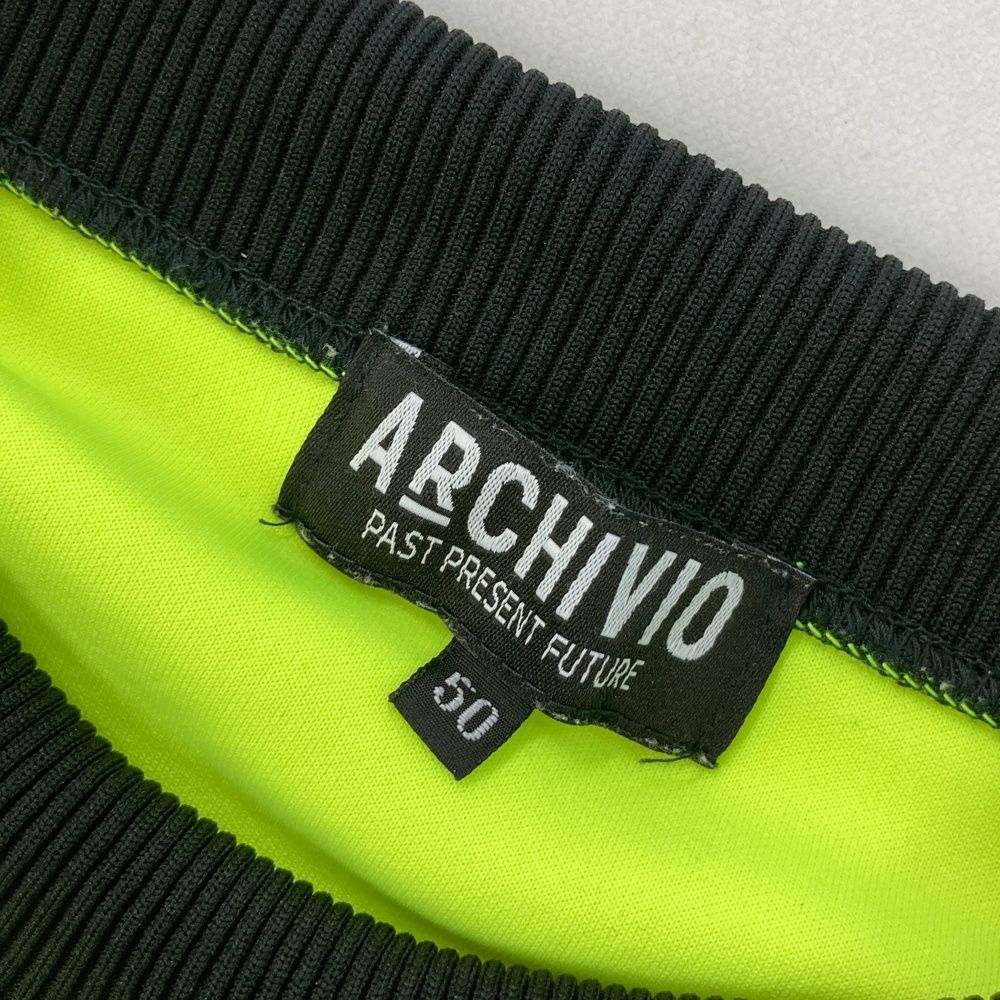 ARCHIVIO
PAST PRESENT FUTURE
50